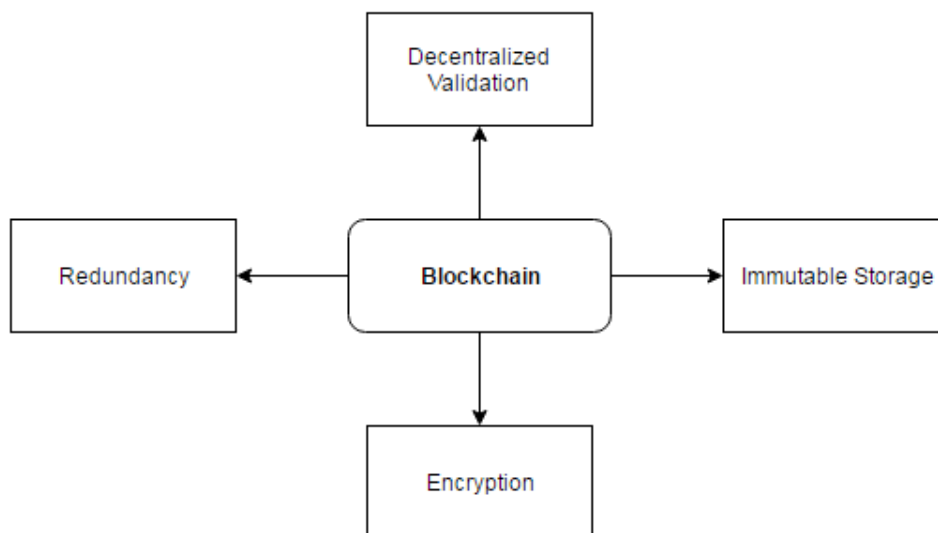 Decentralized
Validation
Redundancy
Blockchain
Immutable Storage
Encryption